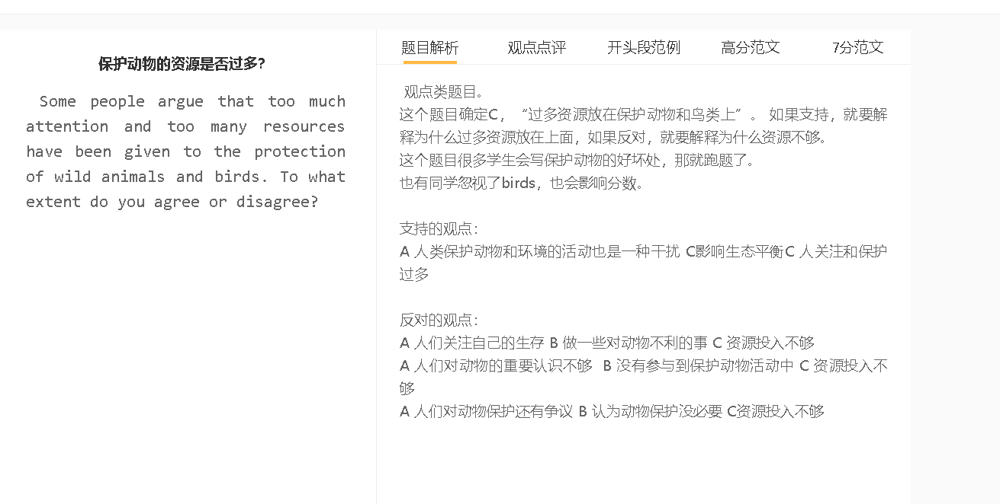 保护动物的资源是否过多?
Some people argue that too much
attention and too many resources
have been given to the protection
of wild animals and birds. To what
extent do you agree or disagree?
题目解析 观点点评 开头段范例 高分范文 7分范文
观点类题目。
这个题目确定C，“过多资源放在保护动物和鸟类上”。 如果支持，就要解
释为什么过多资源放在上面，如果反对，就要解释为什么资源不够。
这个题目很多学生会写保护动物的好坏处，那就跑题了。
也有同学忽视了birds，也会影响分数。
支持的观点：
A 人类保护动物和环境的活动也是一种干扰 C影响生态平衡C 人关注和保护
过多
反对的观点：
A 人们关注自己的生存 B 做一些对动物不利的事 C 资源投入不够
A 人们对动物的重要认识不够 B 没有参与到保护动物活动中 C 资源投入不
够
A 人们对动物保护还有争议 B 认为动物保护没必要 C资源投入不够